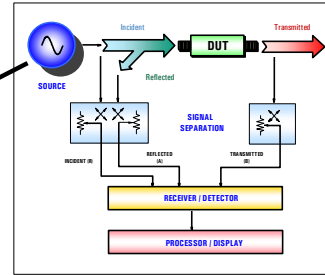 Incident
Transmitted
DUT
Reflected
SOURCE
SIGNAL
SEPARATION
INCIDENT (R)
REFLECTED
(A)
TRANSMITTED
(B)
RECEIVER / DETECTOR
PROCESSOR / DISPLAY